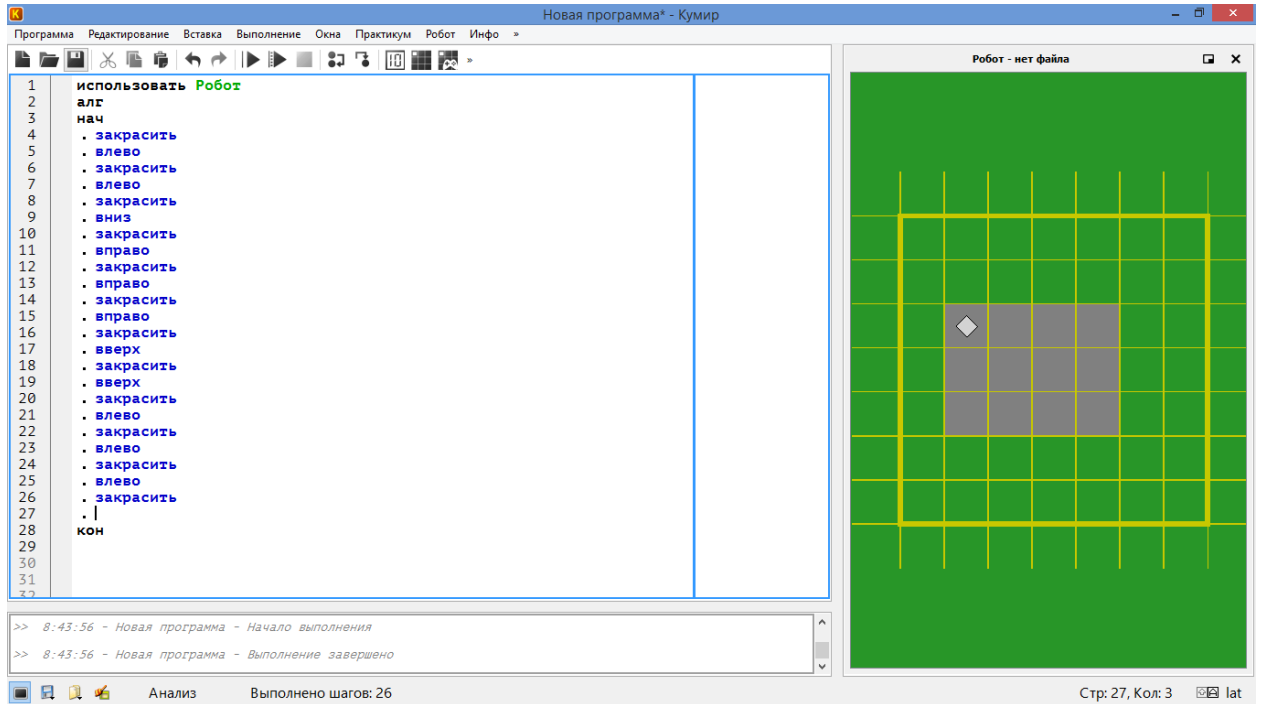 Новая программа* - Кумир
Программа Редактирование Вставка Выполнение Окна Практикум Робот Инфо »
»
Робот - нет файла
1 использовать Робот
2 алг
3 нач
4 . закрасить
5 . влево
6 . закрасить
7 . влево
8 . закрасить
9 . вниз
10 . закрасить
11 . вправо
12 . закрасить
13 . вправо
14 . закрасить
15 . вправо
16 . закрасить
17 . вверх
18 . закрасить
19 . вверх
20 . закрасить
21 . влево
22 . закрасить
23 . влево
24 . закрасить
25 . влево
26 . закрасить
27 .
28 кон
29
30
31
32
>> 8:43:56 - Новая программа - Начало выполнения
>> 8:43:56 - Новая программа - Выполнение завершено
Анализ Выполнено шагов: 26 Стр: 27, Кол: 3 lat